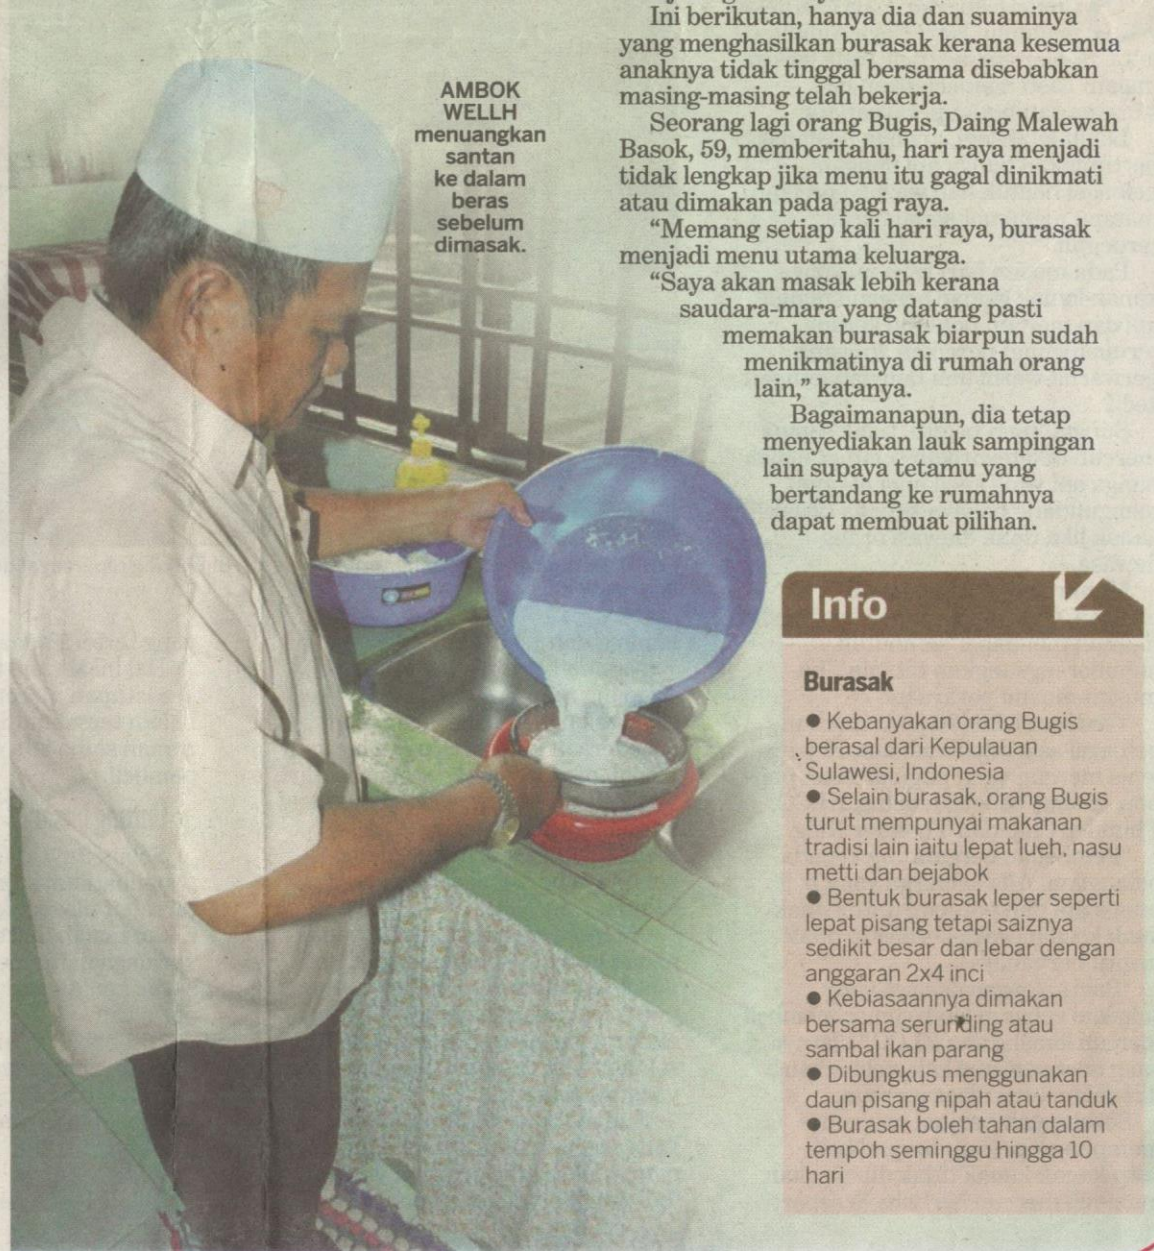 AMBOK
WELLH
menuangkan
santan
ke dalam
beras
sebelum
dimasak.
Ini berikutan, hanya dia dan suaminya
yang menghasilkan burasak kerana kesemua
anaknya tidak tinggal bersama disebabkan
masing-masing telah bekerja.
Seorang lagi orang Bugis, Daing Malewah
Basok, 59, memberitahu, hari raya menjadi
tidak lengkap jika menu itu gagal dinikmati
atau dimakan pada pagi raya.
“Memang setiap kali hari raya, burasak
menjadi menu utama keluarga.
“Saya akan masak lebih kerana
saudara-mara yang datang pasti
memakan burasak biarpun sudah
menikmatinya di rumah orang
lain,” katanya.
Bagaimanapun, dia tetap
menyediakan lauk sampingan
lain supaya tetamu yang
bertandang ke rumahnya
dapat membuat pilihan.
Info
Burasak
● Kebanyakan orang Bugis
berasal dari Kepulauan
Sulawesi, Indonesia
● Selain burasak, orang Bugis
turut mempunyai makanan
tradisi lain iaitu lepat lueh, nasu
metti dan bejabok
● Bentuk burasak leper seperti
lepat pisang tetapi saiznya
sedikit besar dan lebar dengan
anggaran 2x4 inci
● Kebiasaannya dimakan
bersama serunding atau
sambal ikan parang
● Dibungkus menggunakan
daun pisang nipah atau tanduk
● Burasak boleh tahan dalam
tempoh seminggu hingga 10
hari